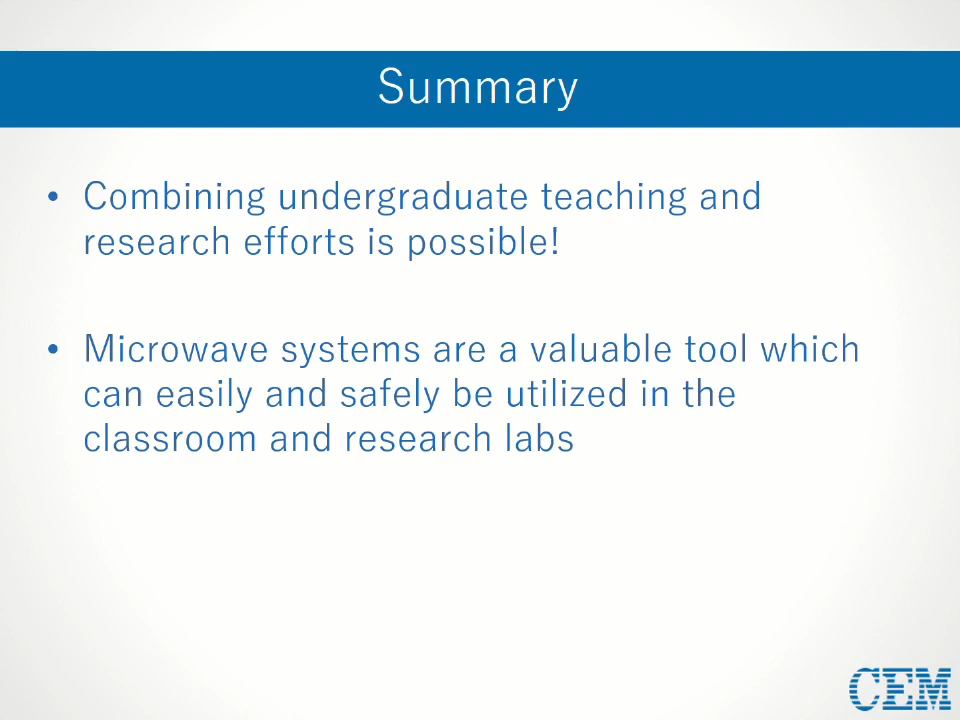 Summary
• Combining undergraduate teaching and
research efforts is possible!
• Microwave systems are a valuable tool which
can easily and safely be utilized in the
classroom and research labs
CEM